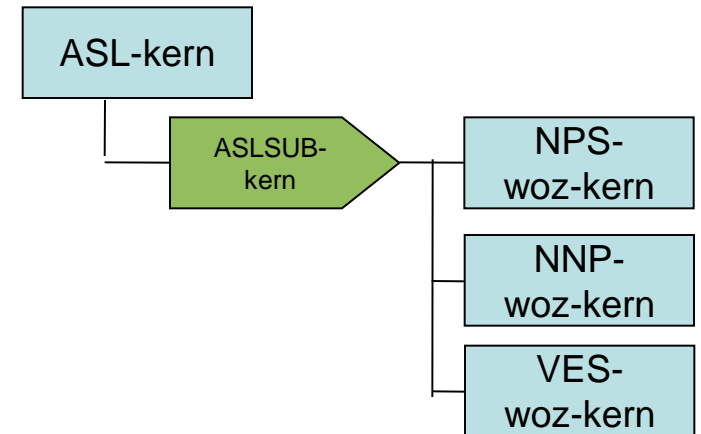 ASL-kern
ASLSUB-
kern
NPS-
woz-kern
NNP-
woz-kern
VES-
woz-kern